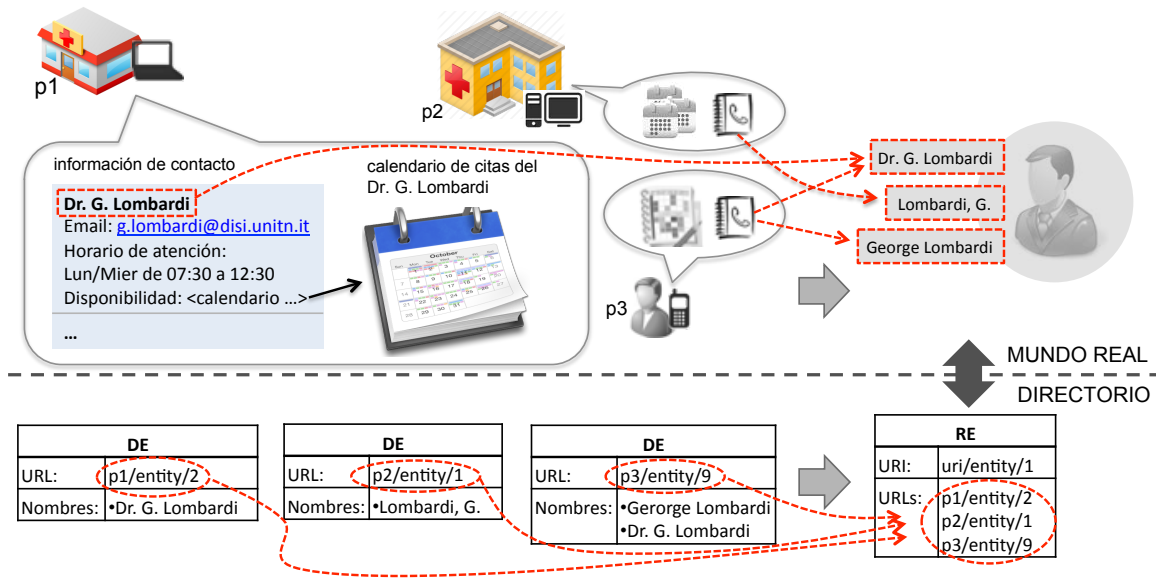 p1
p2
información de contacto
Dr. G. Lombardi
Email: g.lombardi@disi.unitn.it
Horario de atención:
Lun/Mier de 07:30 a 12:30
Disponibilidad: <calendario ...>
...
calendario de citas del
Dr. G. Lombardi
October
p3
Dr. G. Lombardi
Lombardi, G.
George Lombardi
MUNDO REAL
DIRECTORIO
DE
URL: p1/entity/2
Nombres: •Dr. G. Lombardi
DE
URL: p2/entity/1
Nombres: •Lombardi, G.
DE
URL: p3/entity/9
Nombres: •Gerorge Lombardi
•Dr. G. Lombardi
RE
URI: uri/entity/1
URLs: p1/entity/2
p2/entity/1
p3/entity/9